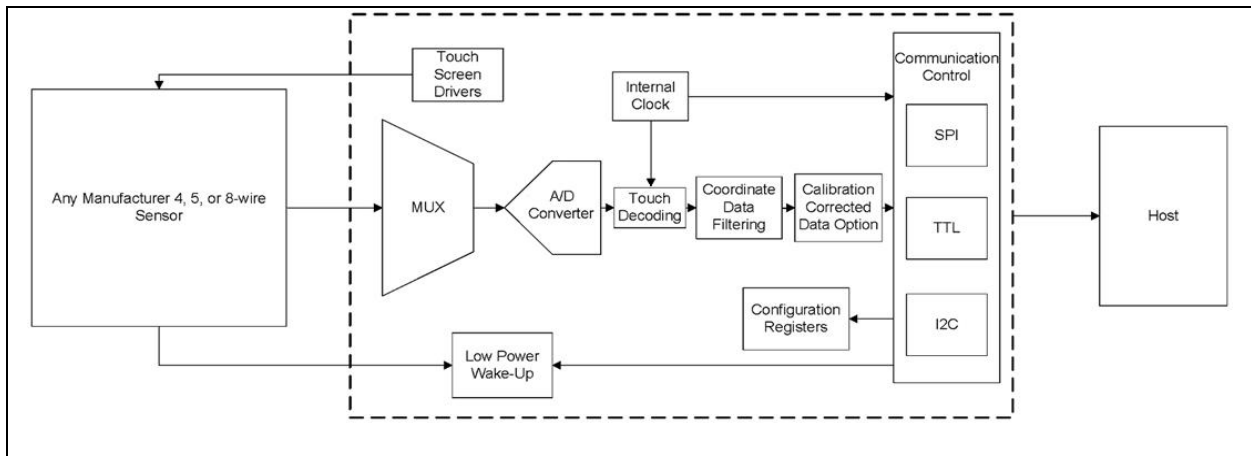 Touch
Screen
Drivers
Communication
Control
Internal
Clock
SPI
Any Manufacturer 4, 5, or 8-wire
Sensor
MUX
A/D
Converter
Touch
Decoding
Coordinate
Data
Filtering
Calibration
Corrected
Data Option
TTL
Host
Configuration
Registers
I2C
Low Power
Wake-Up